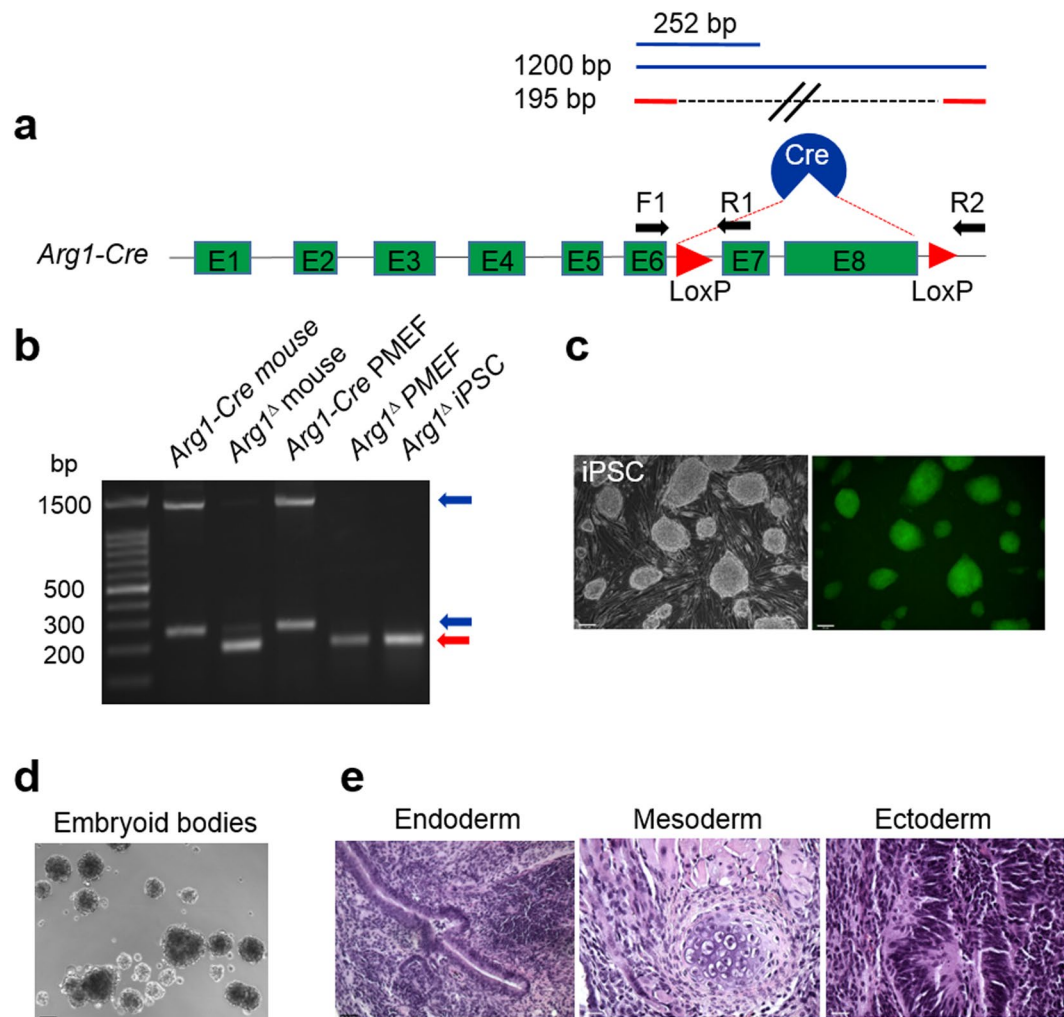 252 bp
1200 bp
195 bp
a
Cre
F1
R1
R2
Arg1-Cre
E1 E2 E3 E4 E5 E6 E7 E8
LoxP
LoxP
b
Arg1-Cre mouse
Arg1Δ mouse
Arg1-Cre PMEF
Arg1Δ PMEF
Arg1Δ iPSC
bp
1500
500
300
200
c
iPSC
d
Embryoid bodies
e
Endoderm
Mesoderm
Ectoderm